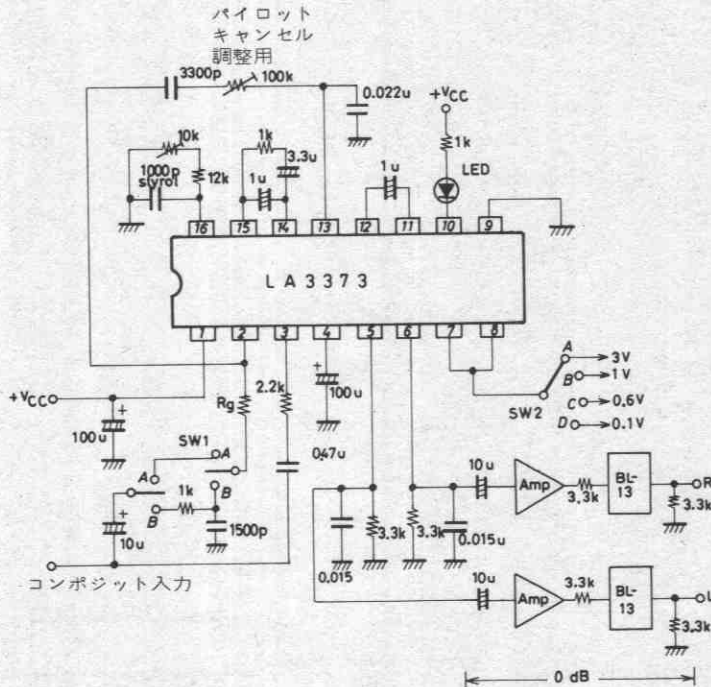 パイロット
キャンセル
調整用
3300p
100k
0.022u
+VCC
10k
1k
3.3u
1k
LED
1000p
slyrol
12k
1u
1u
16
15
14
13
12
11
10
9
LA3373
1
2
3
4
5
6
7
8
+VCC
100u
Rg
2.2k
+
100u
A
3V
B
1V
SW2
C
0.6V
D
0.1V
+
SW1
A
A
0.47u
B
B
1k
1500p
+
10u
コンポジット入力
10u
Amp
3.3k
BL-
13
R
3.3k
3.3k
3.3k
0.015u
0.015
10u
Amp
3.3k
BL-
13
L
3.3k
0 dB